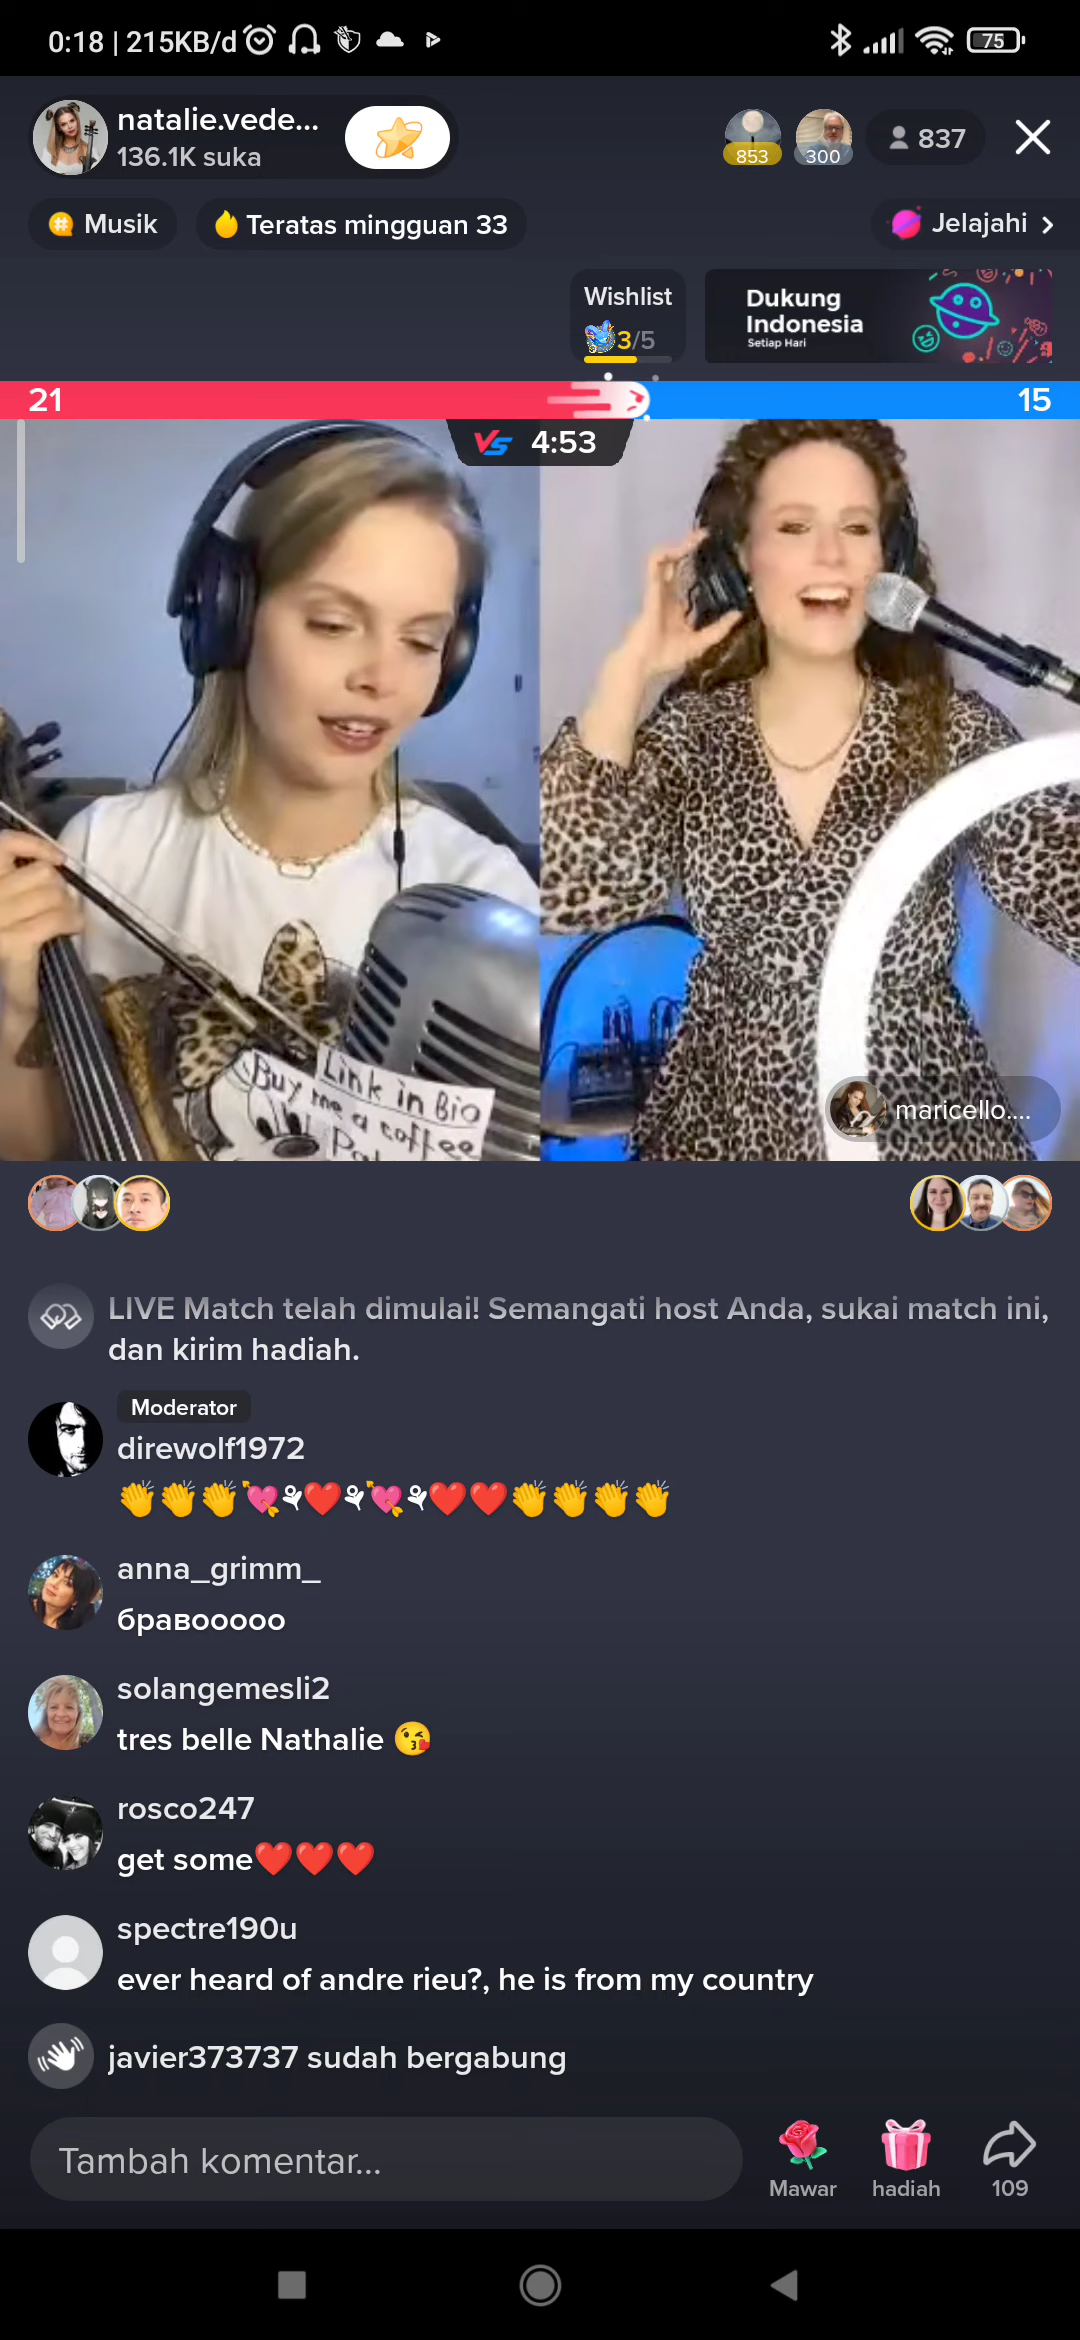 0:18 | 215KB/d
75
natalie.vede...
136.1K suka
853
300
837
Musik
Teratas mingguan 33
Jelajahi
Wishlist
3/5
Dukung
Indonesia
Setiap Hari
21
15
VS 4:53
Link in Bio
Buy me a coffee
maricello....
LIVE Match telah dimulai! Semangati host Anda, sukai match ini,
dan kirim hadiah.
Moderator
direwolf1972
👏👏👏💘⚘❤️⚘💘⚘❤️❤️👏👏👏👏
anna_grimm_
бравооооо
solangemesli2
tres belle Nathalie 😘
rosco247
get some❤️❤️❤️
spectre190u
ever heard of andre rieu?, he is from my country
javier373737 sudah bergabung
Tambah komentar...
Mawar
hadiah
109